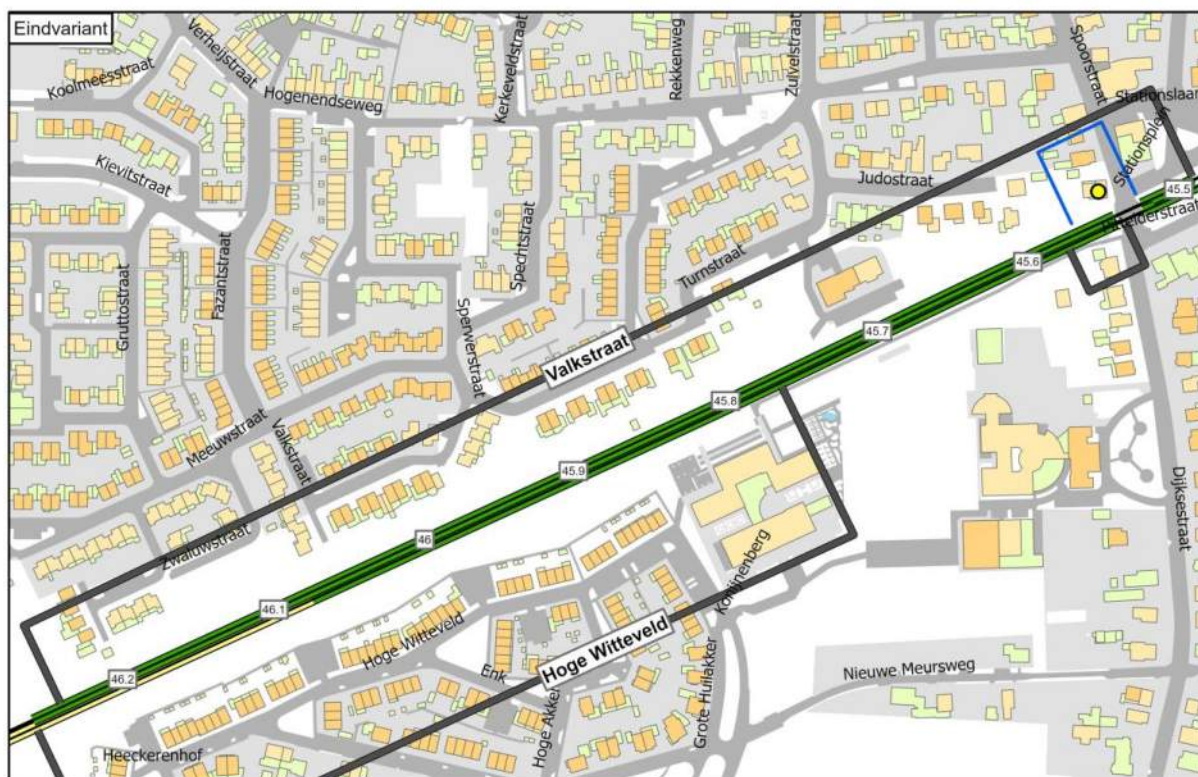 Eindvariant
Koolmeesstraat
Verheijstraat
Hogenendseweg
Kerkeveldstraat
Rekkenweg
Zuivelstraat
Spoorstraat
Stationslaan
Stationsplein
Kievitstraat
Judostraat
45.5
Gruttostraat
Fazantstraat
Spechtstraat
Turnstraat
45.6
Sperwerstraat
Valkstraat
45.7
Meeuwstraat
Valkstraat
45.8
45.9
Dijksestraat
Zwaluwstraat
46
Konijnenberg
46.1
Hoge Witteveld
Hoge Witteveld
Enk
46.2
Nieuwe Meursweg
Hoge Akker
Grote Huilakker
Heeckerenhof